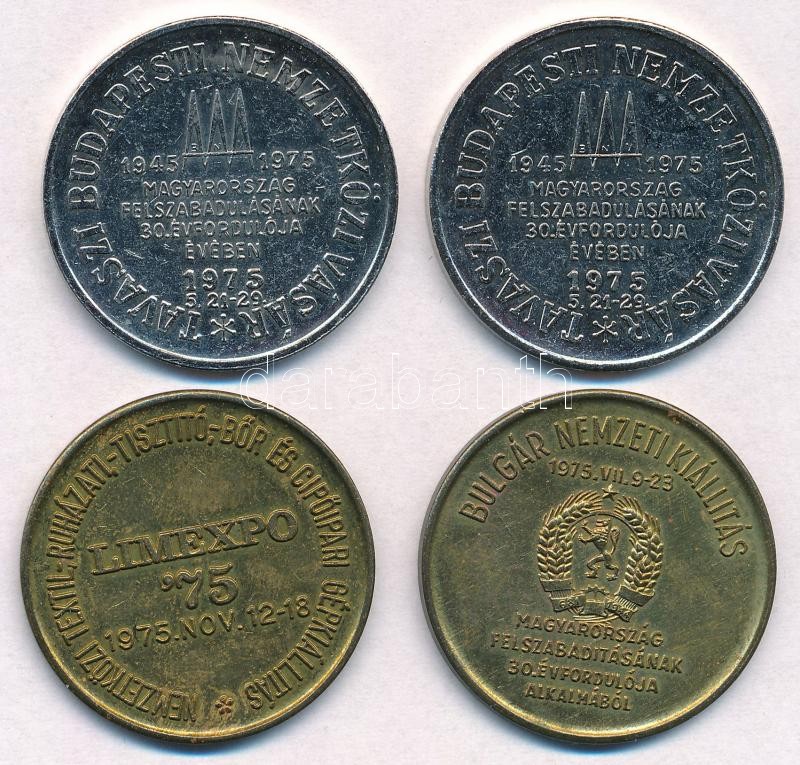 TAVASZI BUDAPESTI NEMZETKÖZI VÁSÁR
BNV
1945 1975
MAGYARORSZÁG
FELSZABADULÁSÁNAK
30.ÉVFORDULÓJA
ÉVÉBEN
1975
5. 21-29.
TAVASZI BUDAPESTI NEMZETKÖZI VÁSÁR
BNV
1945 1975
MAGYARORSZÁG
FELSZABADULÁSÁNAK
30.ÉVFORDULÓJA
ÉVÉBEN
1975
5. 21-29.
darabanth
NEMZETKÖZI TEXTIL-,RUHÁZATI,-TISZTITÓ,-BŐR ÉS CIPŐIPARI GÉPKIÁLLITÁS
LIMEXPO
'75
1975.NOV.12-18
BULGÁR NEMZETI KIÁLLITÁS
1975.VII.9-23
MAGYARORSZÁG
FELSZABADITÁSÁNAK
30.ÉVFORDULÓJA
ALKALMÁBÓL